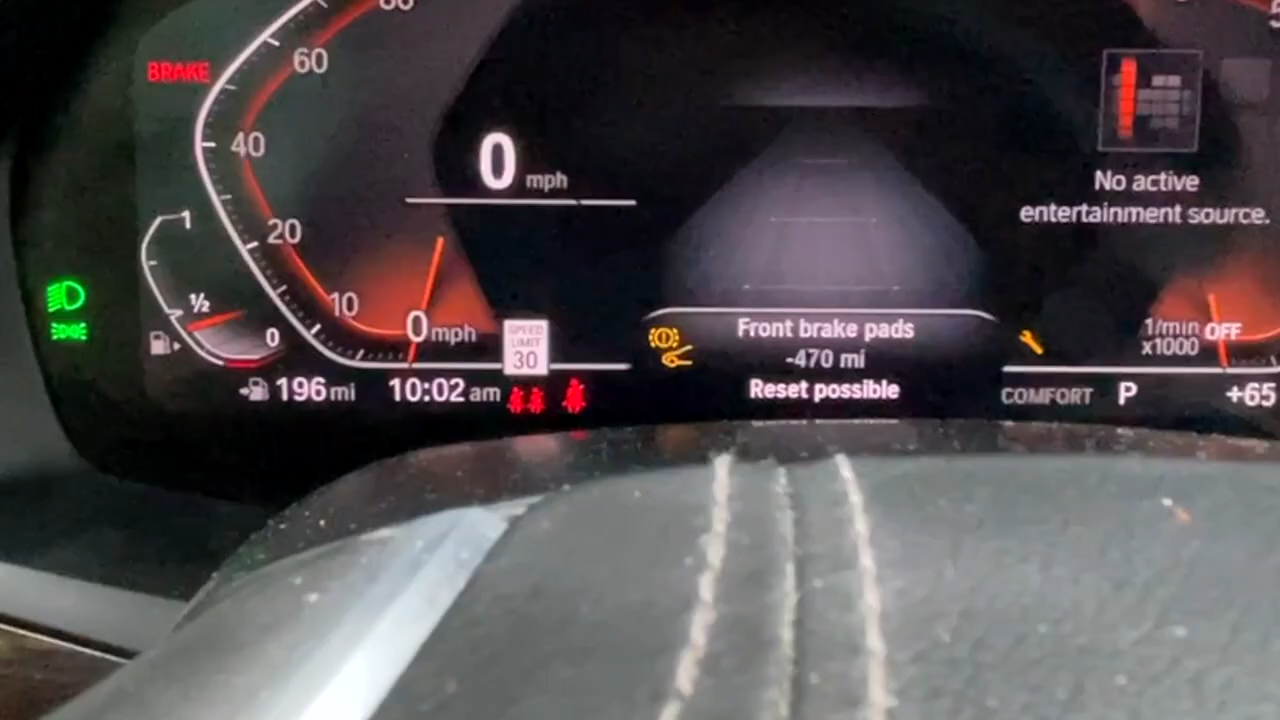 BRAKE
60
40
20
10
0 mph
0 mph
1
½
0
SPEED
LIMIT
30
196 mi
10:02 am
Front brake pads
-470 mi
Reset possible
No active
entertainment source.
1/min
x1000
OFF
COMFORT
P
+65